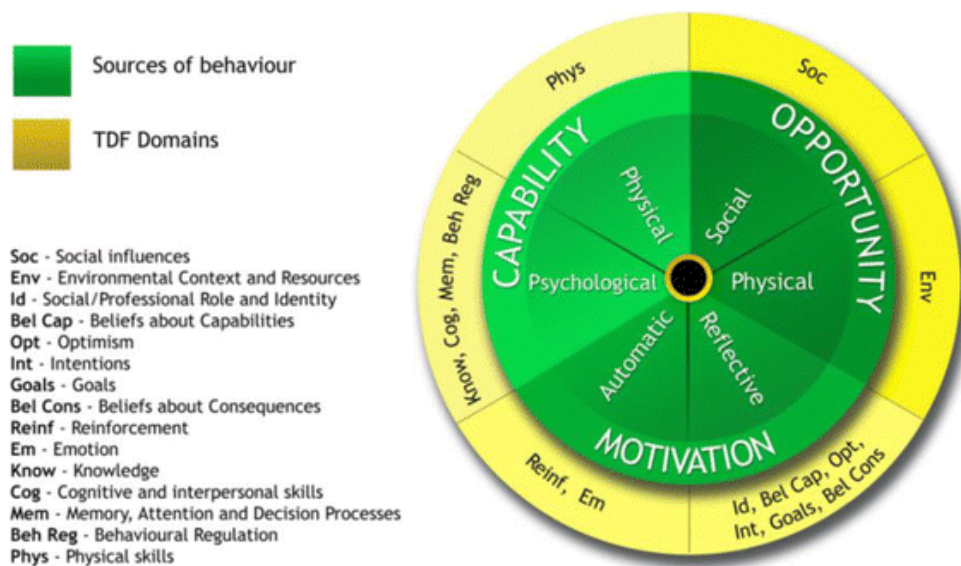 Sources of behaviour
TDF Domains
Soc - Social influences
Env - Environmental Context and Resources
Id - Social/Professional Role and Identity
Bel Cap - Beliefs about Capabilities
Opt - Optimism
Int - Intentions
Goals - Goals
Bel Cons - Beliefs about Consequences
Reinf - Reinforcement
Em - Emotion
Know - Knowledge
Cog - Cognitive and interpersonal skills
Mem - Memory, Attention and Decision Processes
Beh Reg - Behavioural Regulation
Phys - Physical skills
Phys
Soc
Env
Id, Bel Cap, Opt,
Int, Goals, Bel Cons
Reinf, Em
Know, Cog, Mem, Beh Reg
CAPABILITY
OPPORTUNITY
MOTIVATION
Physical
Social
Psychological
Physical
Automatic
Reflective